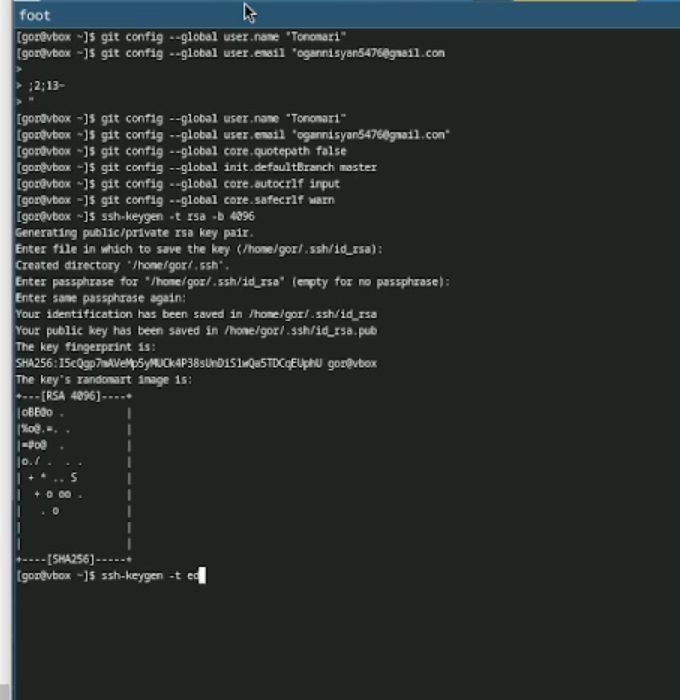 foot
[gor@vbox ~]$ git config --global user.name "Tonomari"
[gor@vbox ~]$ git config --global user.email "ogannisyan5476@gmail.com
>
> ;2;13~
> "
[gor@vbox ~]$ git config --global user.name "Tonomari"
[gor@vbox ~]$ git config --global user.email "ogannisyan5476@gmail.com"
[gor@vbox ~]$ git config --global core.quotepath false
[gor@vbox ~]$ git config --global init.defaultBranch master
[gor@vbox ~]$ git config --global core.autocrlf input
[gor@vbox ~]$ git config --global core.safecrlf warn
[gor@vbox ~]$ ssh-keygen -t rsa -b 4096
Generating public/private rsa key pair.
Enter file in which to save the key (/home/gor/.ssh/id_rsa):
Created directory '/home/gor/.ssh'.
Enter passphrase for "/home/gor/.ssh/id_rsa" (empty for no passphrase):
Enter same passphrase again:
Your identification has been saved in /home/gor/.ssh/id_rsa
Your public key has been saved in /home/gor/.ssh/id_rsa.pub
The key fingerprint is:
SHA256:I5cQgp7mAVeMp5yMUCk4P38sUnDiS1wQa5TDCqEUphU gor@vbox
The key's randomart image is:
+---[RSA 4096]----+
|oBE@o .          |
|%o@.=. .         |
|=#o@  .          |
|o./ .  . .       |
| + * .. S        |
|  + o oo .       |
|   . o           |
|                 |
|                 |
+----[SHA256]-----+
[gor@vbox ~]$ ssh-keygen -t ed